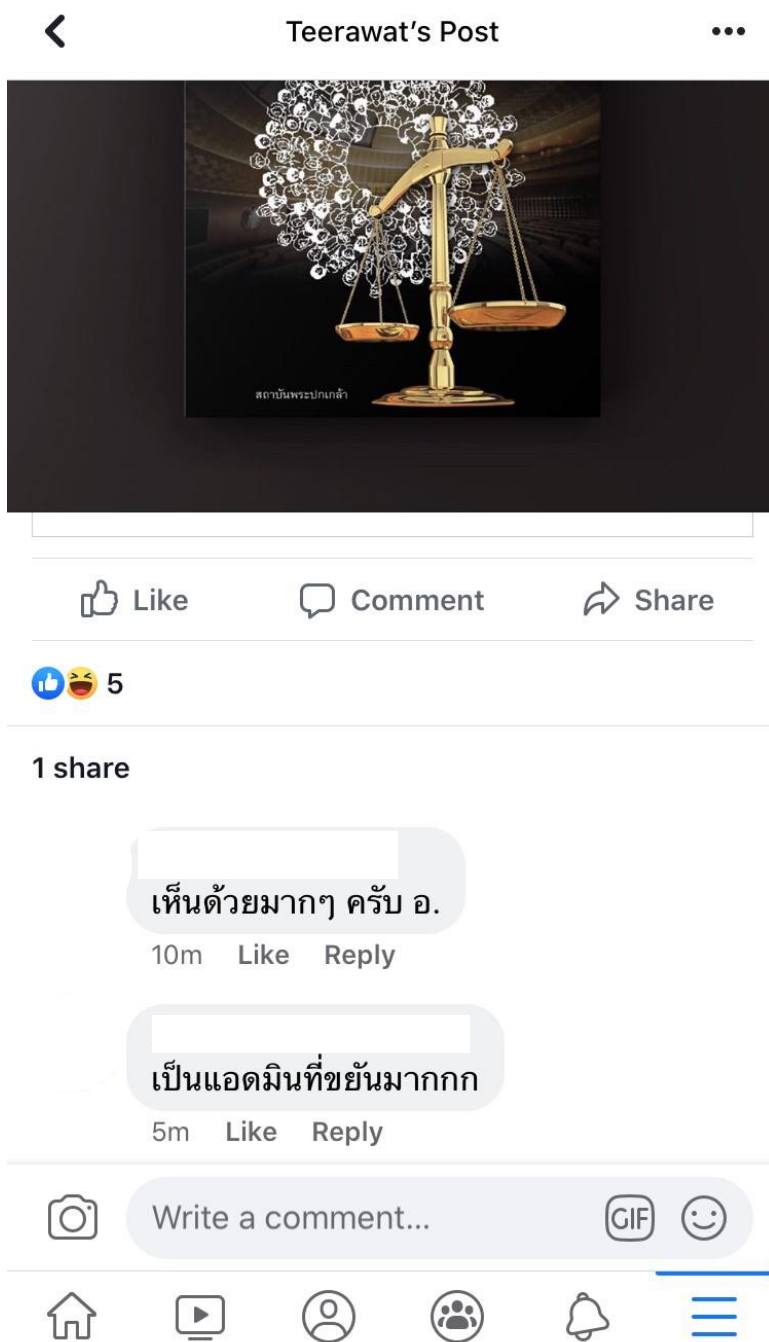 Teerawat's Post
สถาบันพระปกเกล้า
Like Comment Share
5
1 share
เห็นด้วยมากๆ ครับ อ.
10m Like Reply
เป็นแอดมินที่ขยันมากกก
5m Like Reply
Write a comment... GIF